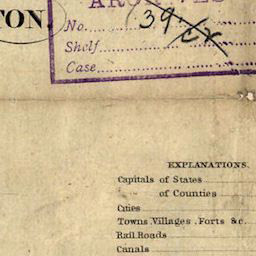 TON.
ARCHIVES
No. 39
Shelf
Case
EXPLANATIONS.
Capitals of States
of Counties
Cities
Towns, Villages, Forts &c.
Rail Roads
Canals